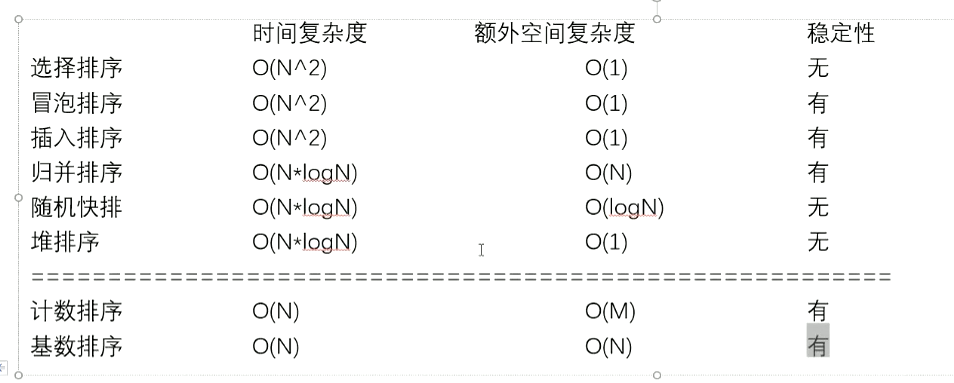 时间复杂度 额外空间复杂度 稳定性
选择排序 O(N^2) O(1) 无
冒泡排序 O(N^2) O(1) 有
插入排序 O(N^2) O(1) 有
归并排序 O(N*logN) O(N) 有
随机快排 O(N*logN) O(logN) 无
堆排序 O(N*logN) O(1) 无
========================================================
计数排序 O(N) O(M) 有
基数排序 O(N) O(N) 有